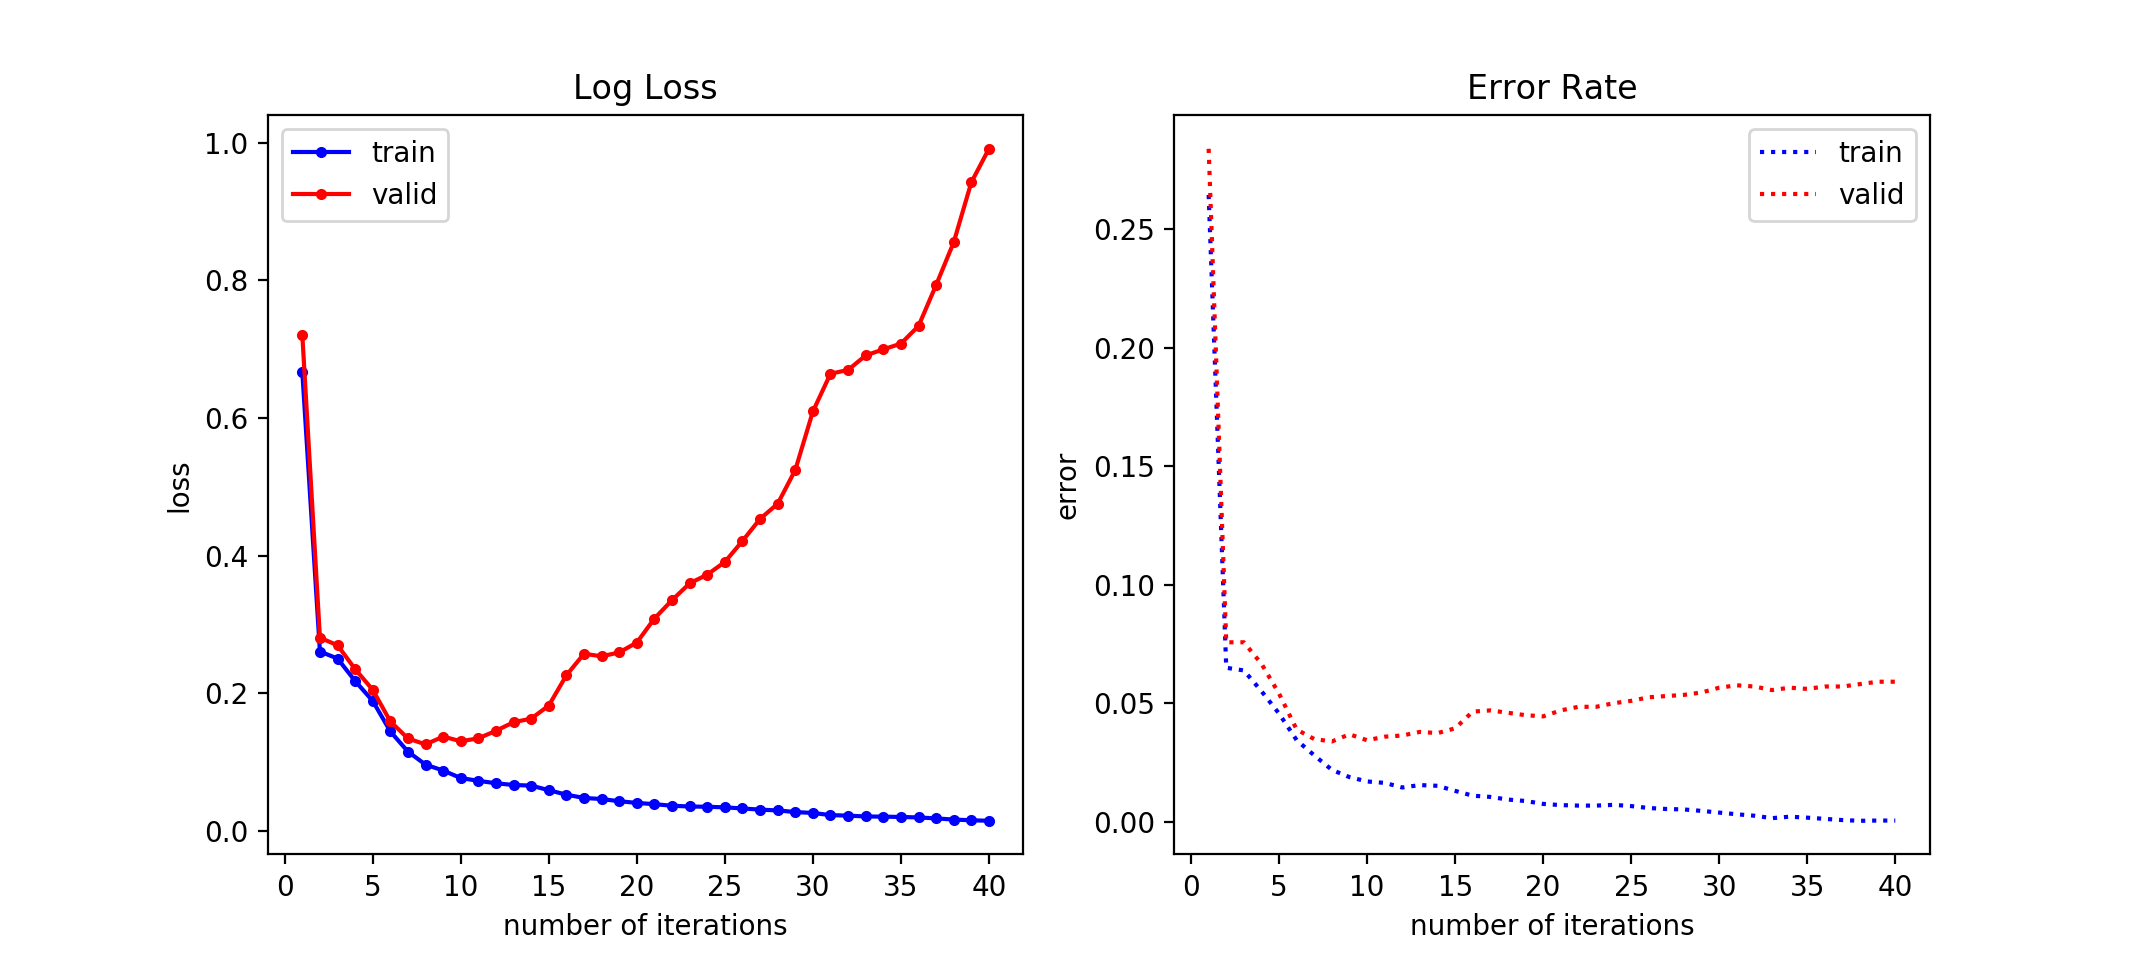 Log Loss
train
valid
1.0
0.8
0.6
0.4
0.2
0.0
loss
0 5 10 15 20 25 30 35 40
number of iterations
Error Rate
train
valid
0.25
0.20
0.15
0.10
0.05
0.00
error
0 5 10 15 20 25 30 35 40
number of iterations